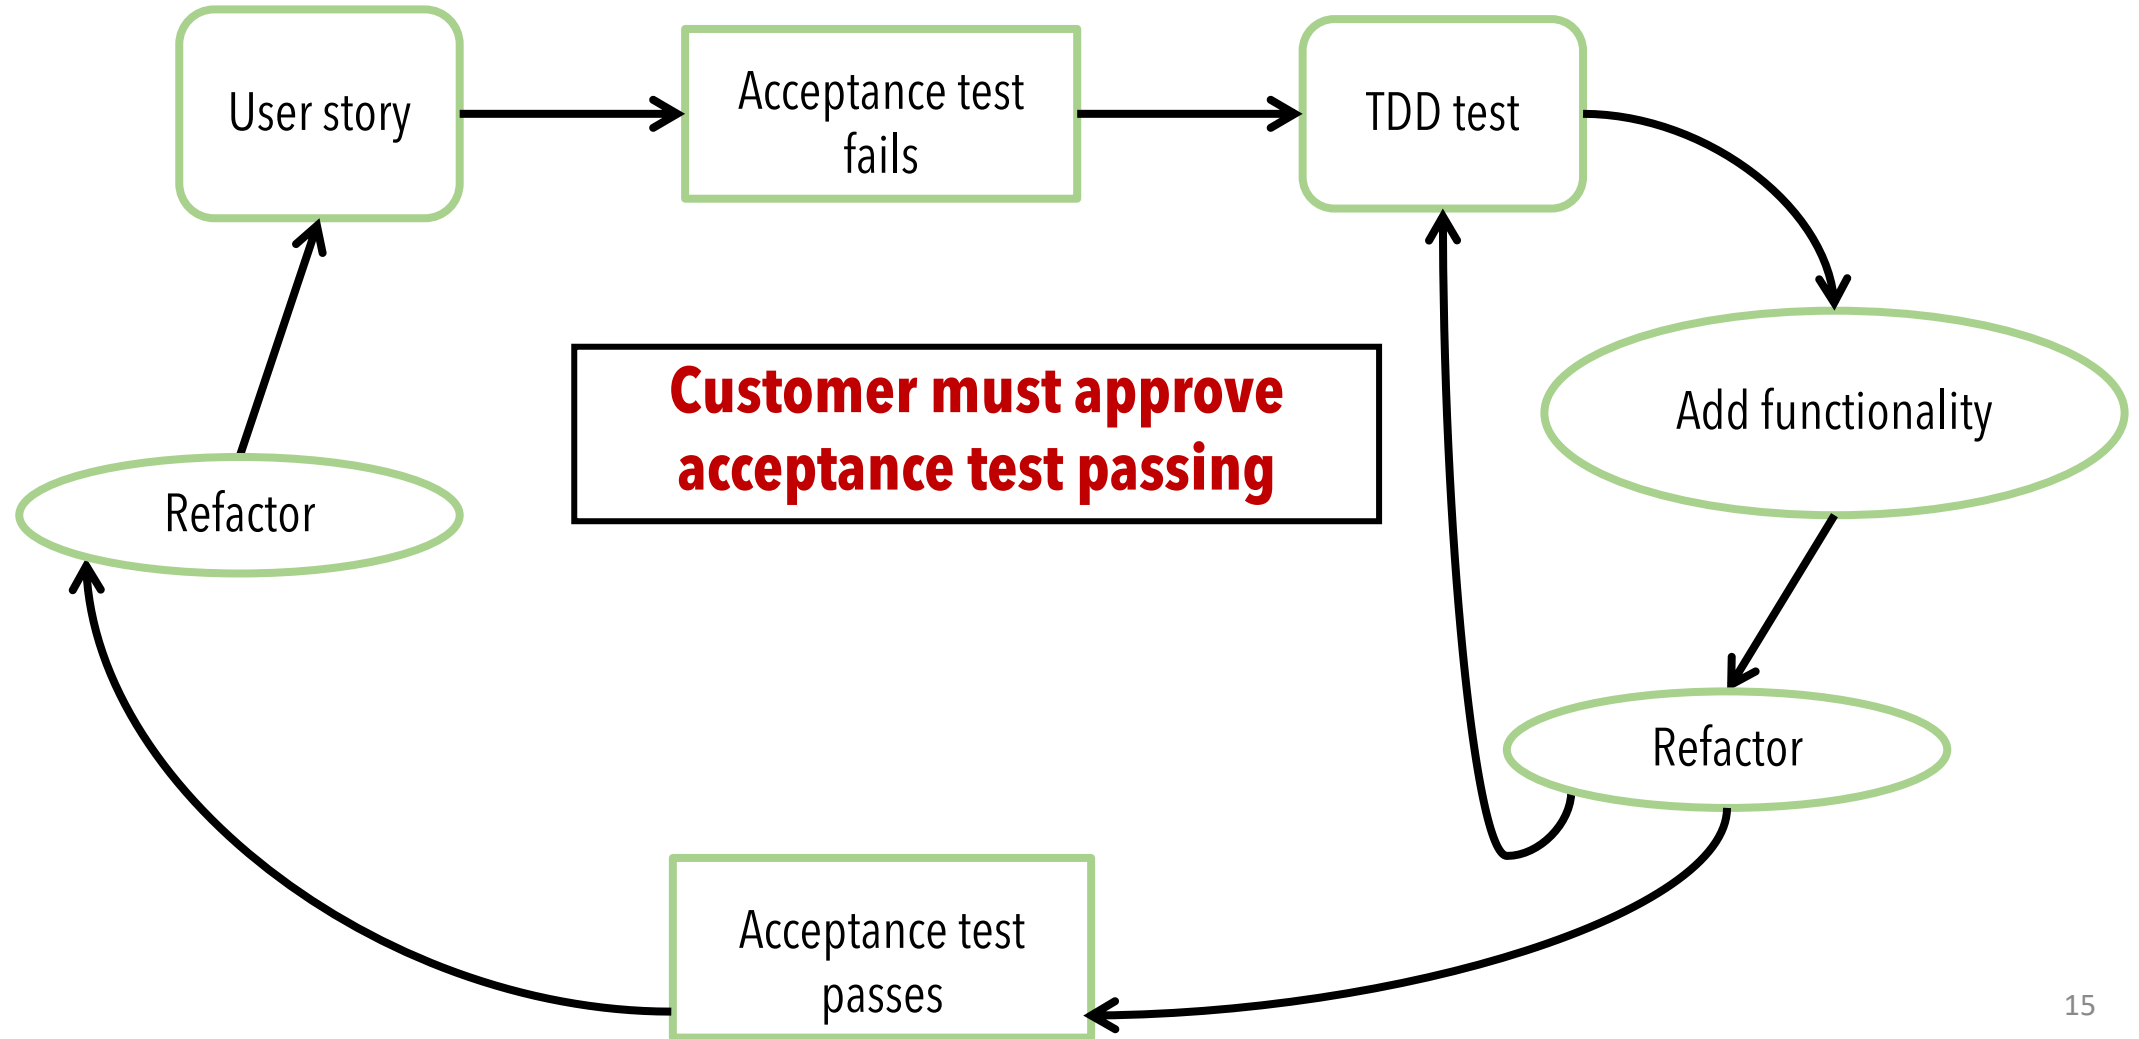 User story
Acceptance test
fails
TDD test
Customer must approve
acceptance test passing
Add functionality
Refactor
Refactor
Acceptance test
passes
15